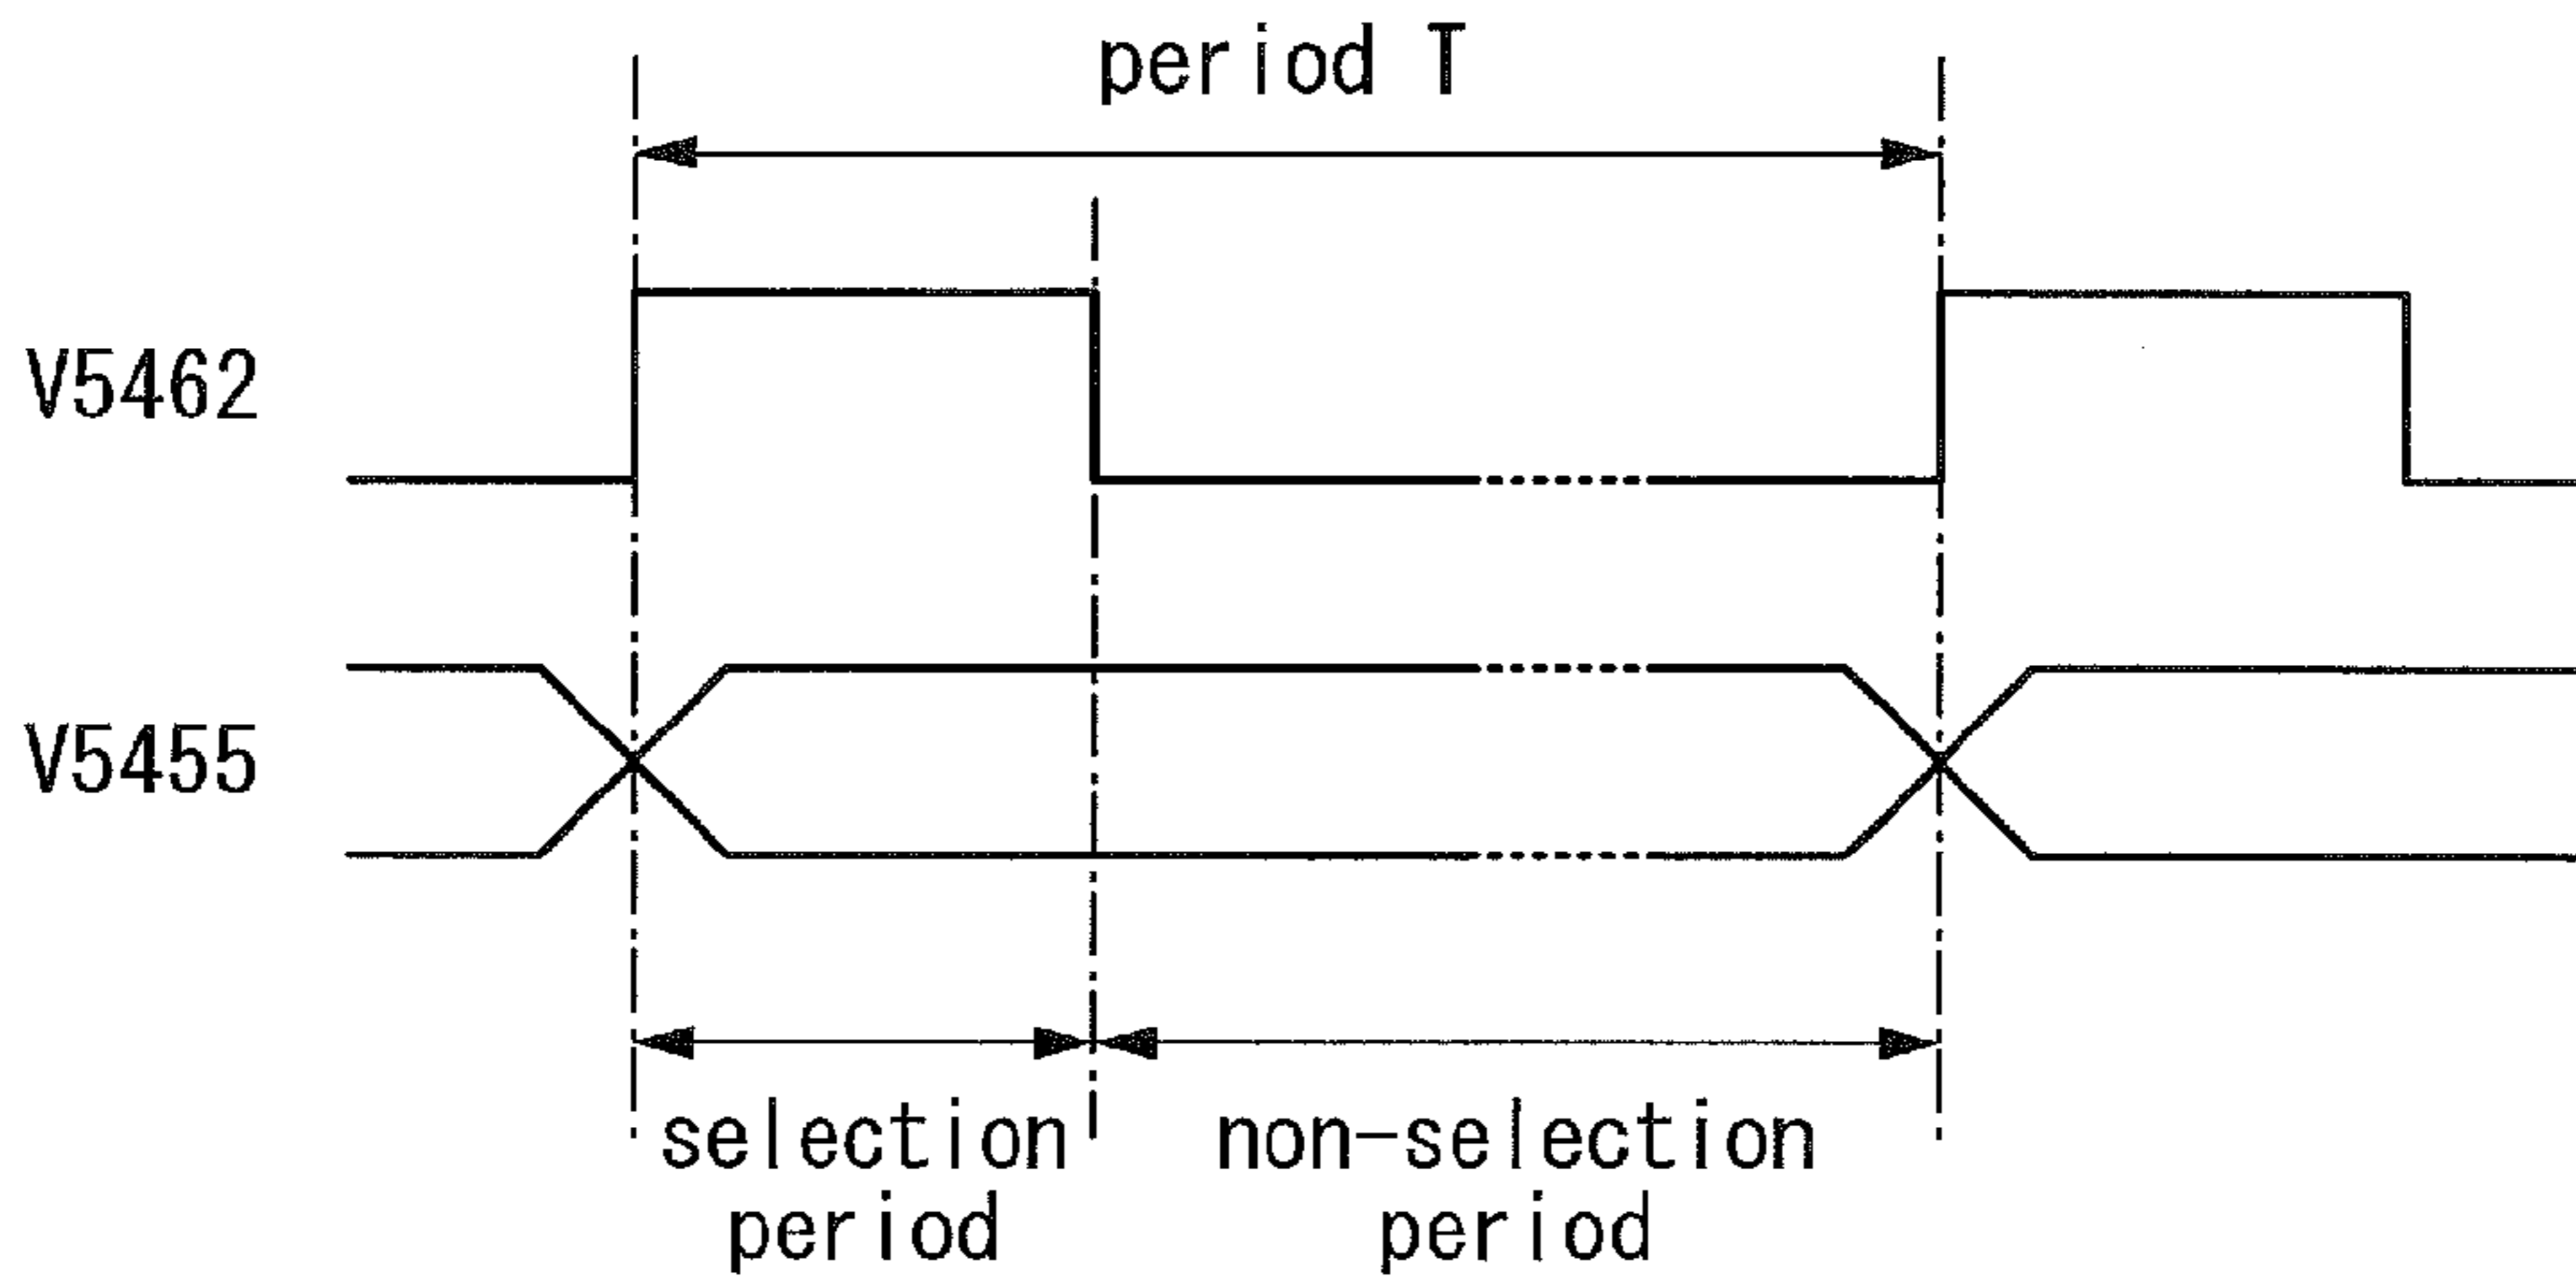 period T
V5462
V5455
selection
period
non-selection
period